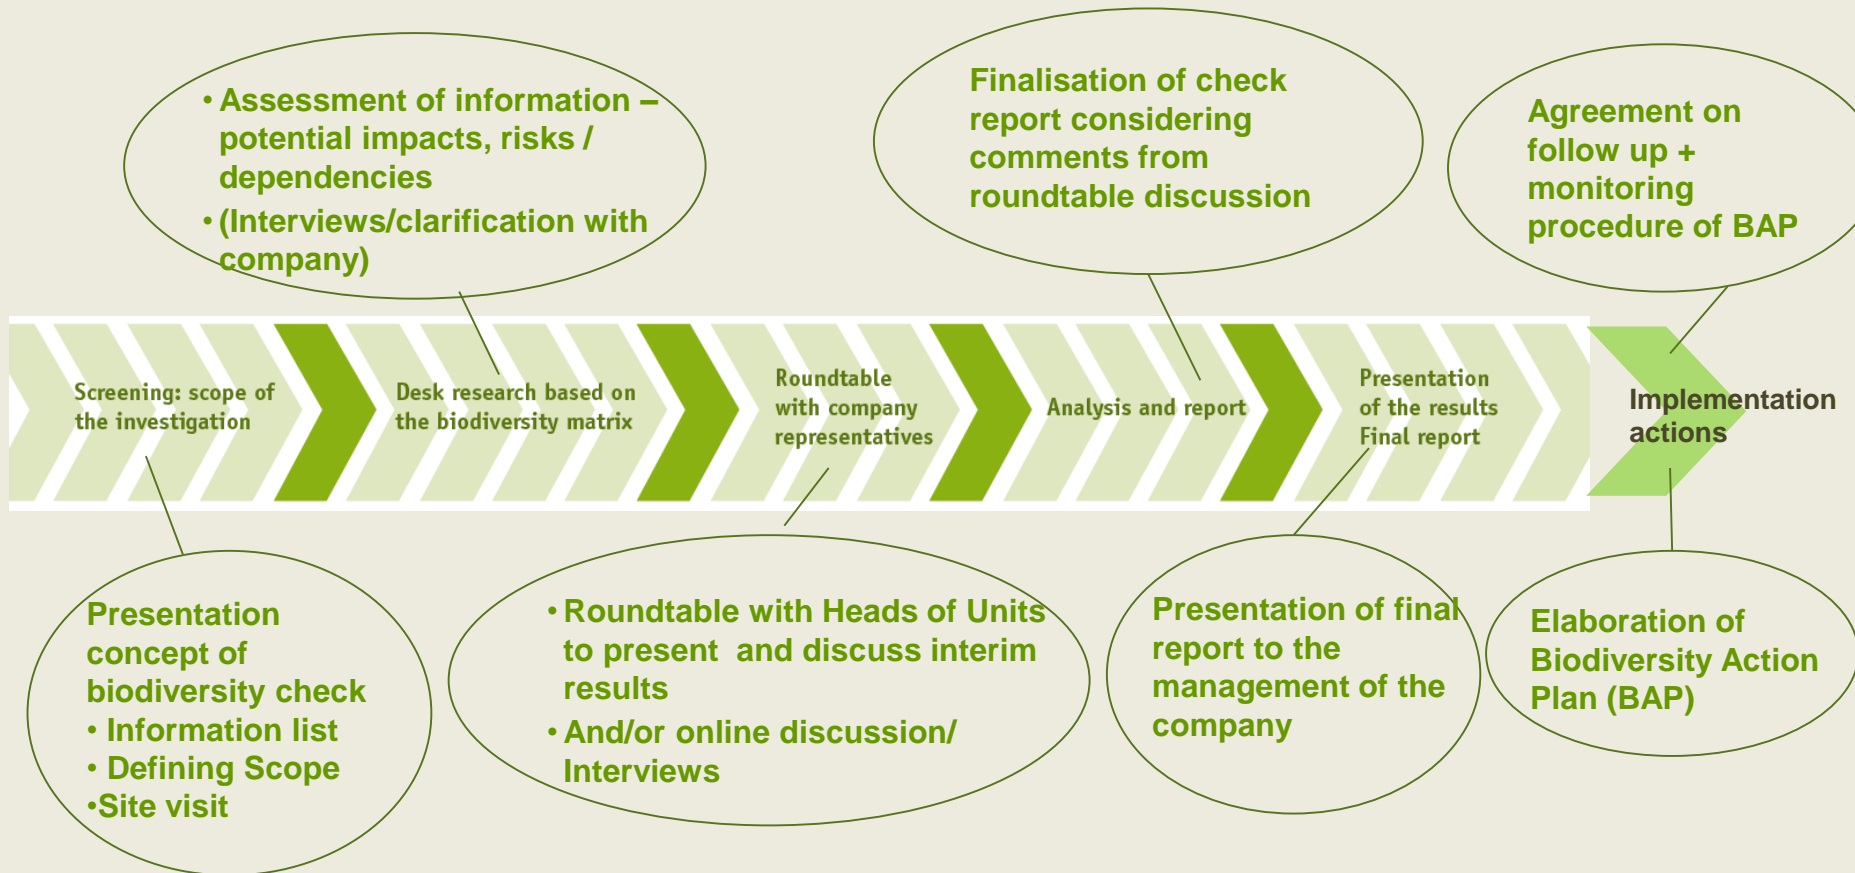 • Assessment of information –
potential impacts, risks /
dependencies
• (Interviews/clarification with
company)
Finalisation of check
report considering
comments from
roundtable discussion
Agreement on
follow up +
monitoring
procedure of BAP
Screening: scope of
the investigation
Desk research based on
the biodiversity matrix
Roundtable
with company
representatives
Analysis and report
Presentation
of the results
Final report
Implementation
actions
Presentation
concept of
biodiversity check
• Information list
• Defining Scope
•Site visit
• Roundtable with Heads of Units
to present  and discuss interim
results
• And/or online discussion/
Interviews
Presentation of final
report to the
management of the
company
Elaboration of
Biodiversity Action
Plan (BAP)